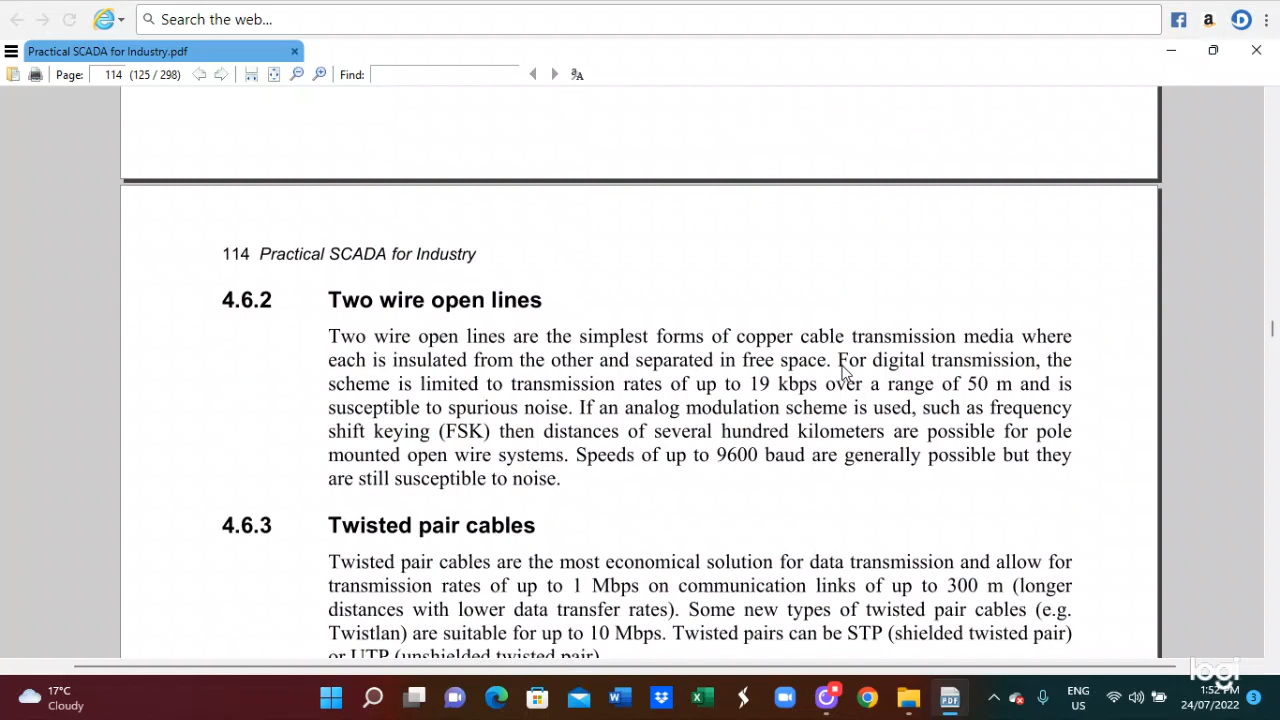 Search the web...
Practical SCADA for Industry.pdf
Page: 114 (125 / 298) Find:
114 Practical SCADA for Industry
4.6.2 Two wire open lines
Two wire open lines are the simplest forms of copper cable transmission media where
each is insulated from the other and separated in free space. For digital transmission, the
scheme is limited to transmission rates of up to 19 kbps over a range of 50 m and is
susceptible to spurious noise. If an analog modulation scheme is used, such as frequency
shift keying (FSK) then distances of several hundred kilometers are possible for pole
mounted open wire systems. Speeds of up to 9600 baud are generally possible but they
are still susceptible to noise.
4.6.3 Twisted pair cables
Twisted pair cables are the most economical solution for data transmission and allow for
transmission rates of up to 1 Mbps on communication links of up to 300 m (longer
distances with lower data transfer rates). Some new types of twisted pair cables (e.g.
Twistlan) are suitable for up to 10 Mbps. Twisted pairs can be STP (shielded twisted pair)
or UTP (unshielded twisted pair).
logi
17°C
Cloudy
ENG
US
1:52 PM
24/07/2022
3